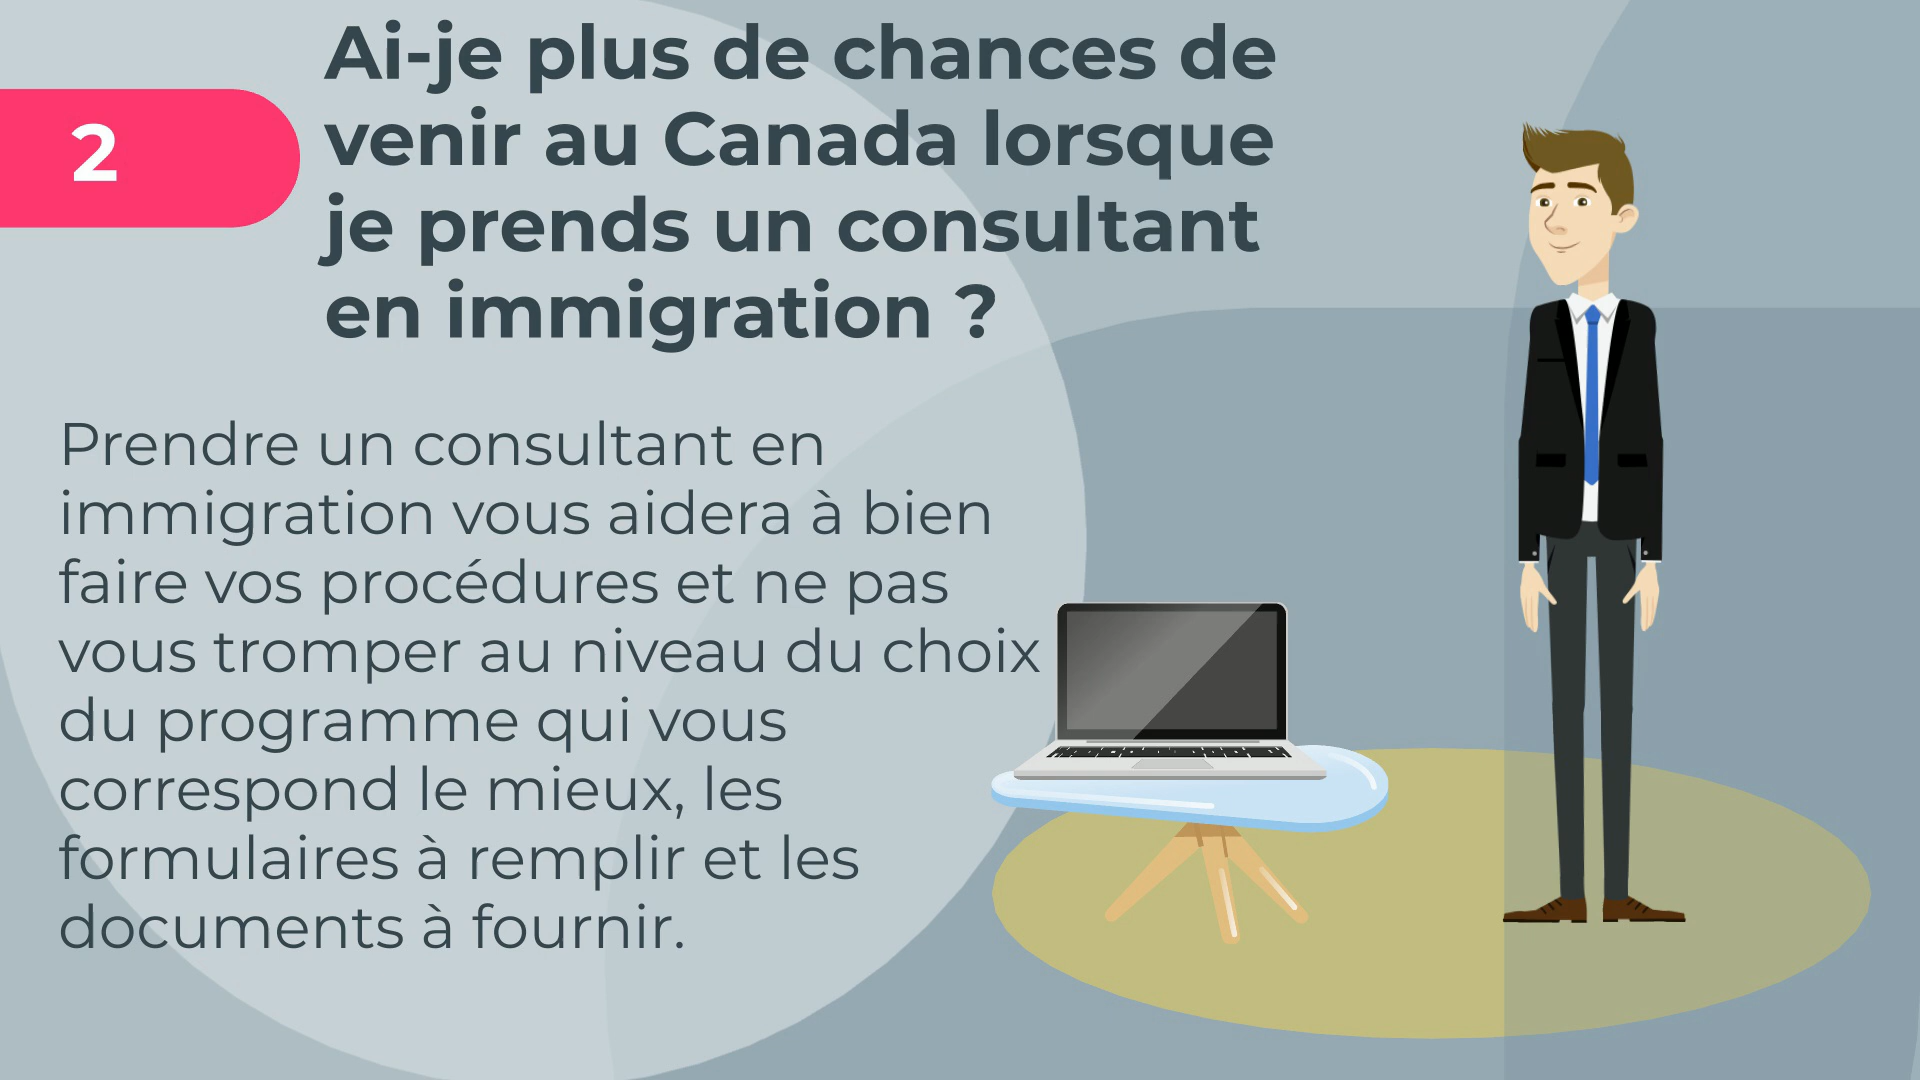 2
Ai-je plus de chances de
venir au Canada lorsque
je prends un consultant
en immigration ?
Prendre un consultant en
immigration vous aidera à bien
faire vos procédures et ne pas
vous tromper au niveau du choix
du programme qui vous
correspond le mieux, les
formulaires à remplir et les
documents à fournir.